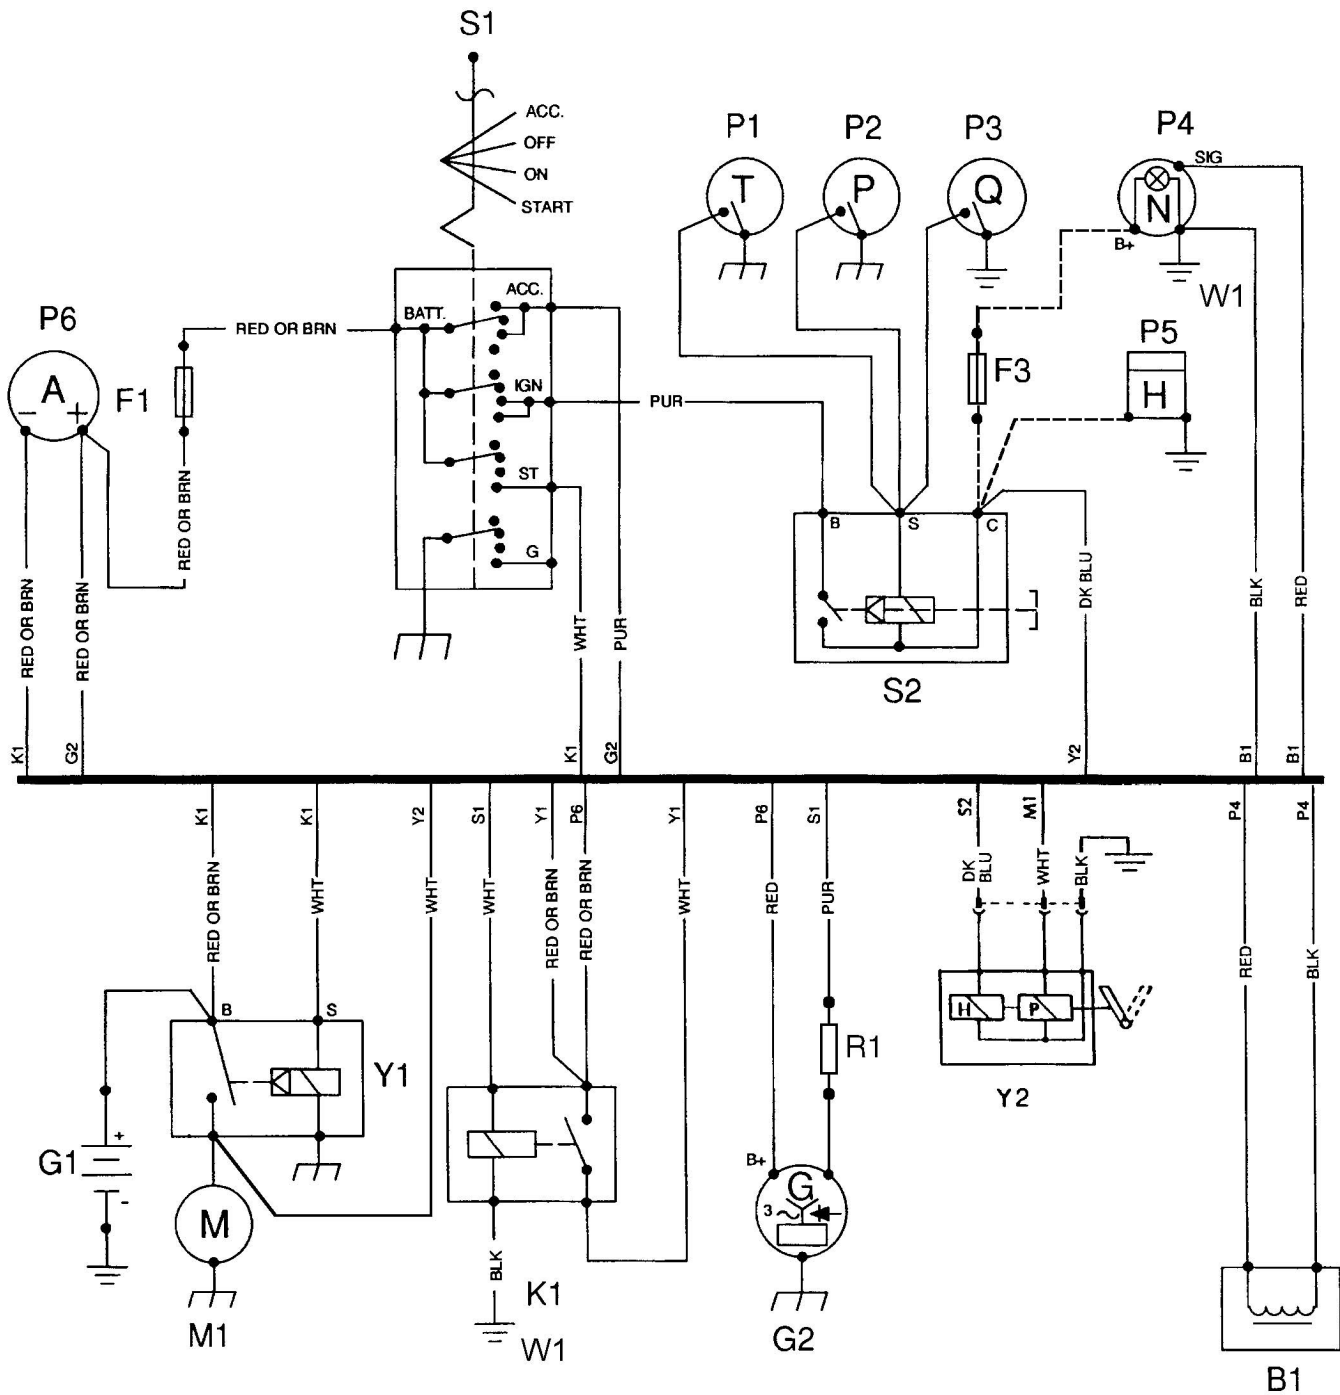 S1
ACC.
OFF
ON
START
P1
P2
P3
P4
T
P
Q
N
SIG
B+
W1
P6
A
- +
F1
RED OR BRN
BATT.
ACC.
IGN
ST
G
PUR
F3
P5
H
RED OR BRN
RED OR BRN
RED OR BRN
WHT
PUR
B
S
C
S2
DK BLU
BLK
RED
K1
G2
K1
G2
Y2
B1
B1
K1
K1
Y2
S1
Y1
P6
Y1
P6
S1
S2
M1
P4
P4
RED OR BRN
WHT
WHT
WHT
RED OR BRN
RED OR BRN
WHT
RED
PUR
DK
BLU
WHT
BLK
RED
BLK
B
S
Y1
G1
+
-
M
M1
BLK
K1
W1
R1
B+
G
3
G2
H
P
Y2
B1